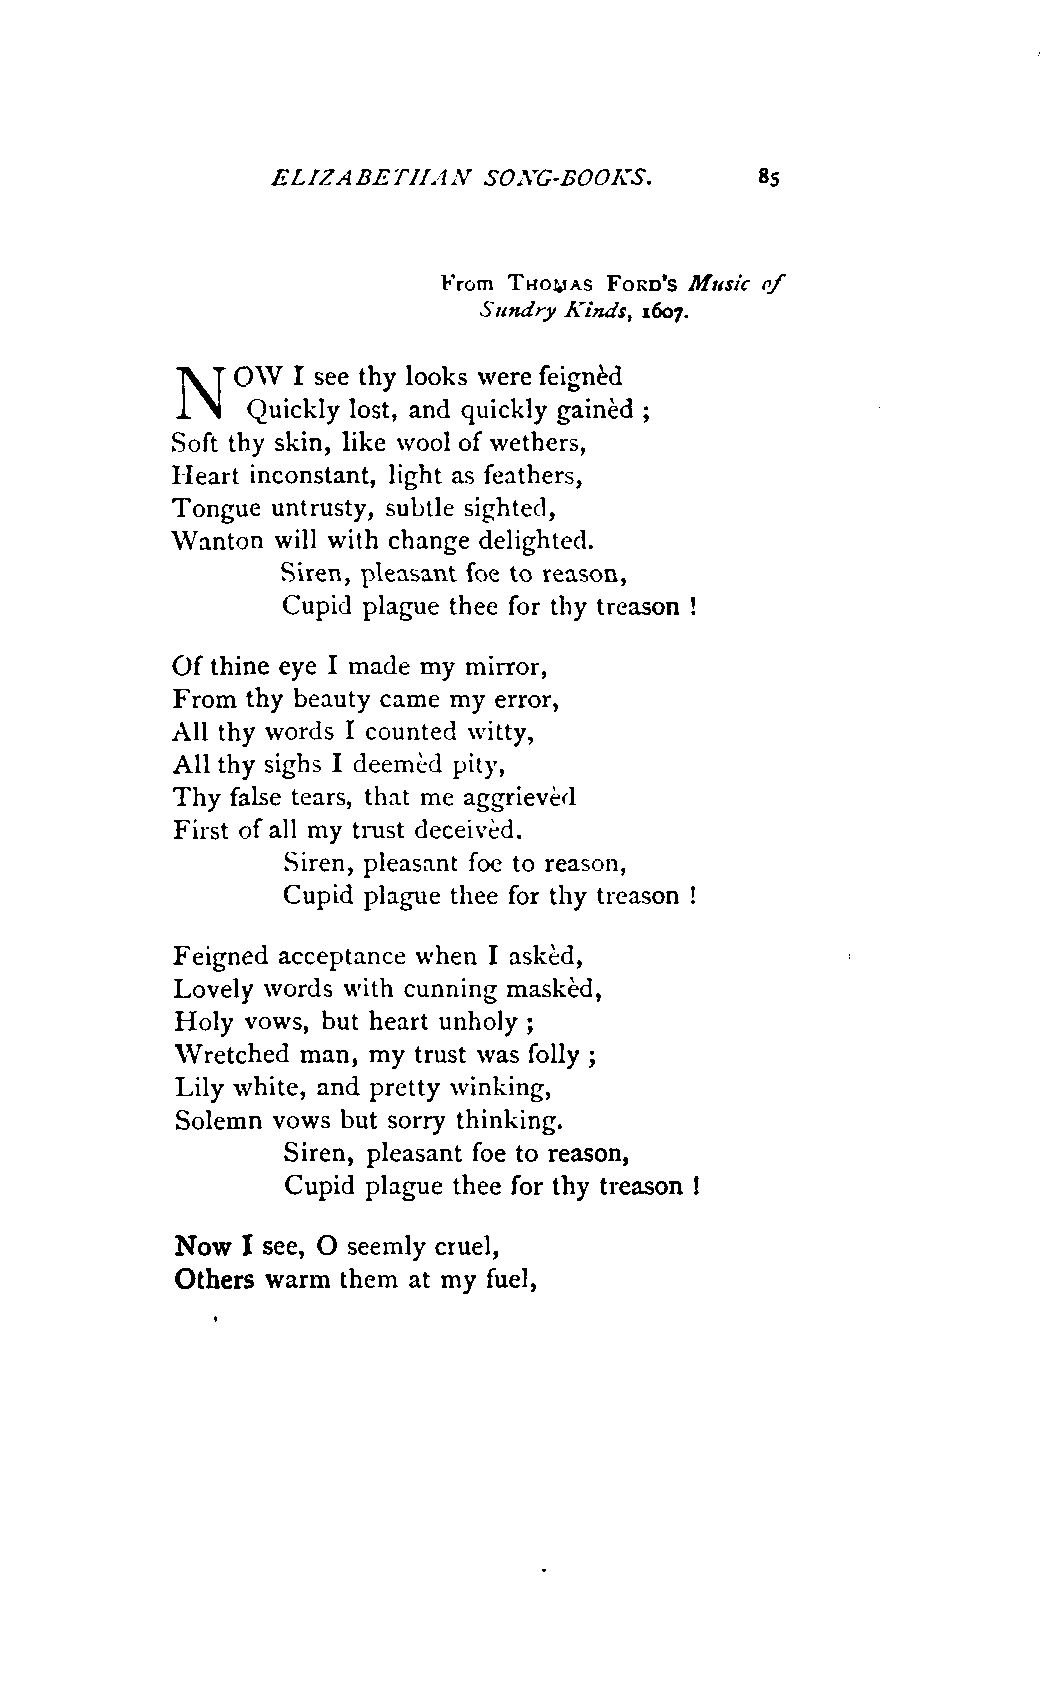 ELIZABETHAN SONG-BOOKS. 85
From THOMAS FORD'S Music of
Sundry Kinds, 1607.
NOW I see thy looks were feignèd
Quickly lost, and quickly gainèd ;
Soft thy skin, like wool of wethers,
Heart inconstant, light as feathers,
Tongue untrusty, subtle sighted,
Wanton will with change delighted.
Siren, pleasant foe to reason,
Cupid plague thee for thy treason !
Of thine eye I made my mirror,
From thy beauty came my error,
All thy words I counted witty,
All thy sighs I deemèd pity,
Thy false tears, that me aggrievèd
First of all my trust deceivèd.
Siren, pleasant foe to reason,
Cupid plague thee for thy treason !
Feigned acceptance when I askèd,
Lovely words with cunning maskèd,
Holy vows, but heart unholy ;
Wretched man, my trust was folly ;
Lily white, and pretty winking,
Solemn vows but sorry thinking.
Siren, pleasant foe to reason,
Cupid plague thee for thy treason !
Now I see, O seemly cruel,
Others warm them at my fuel,